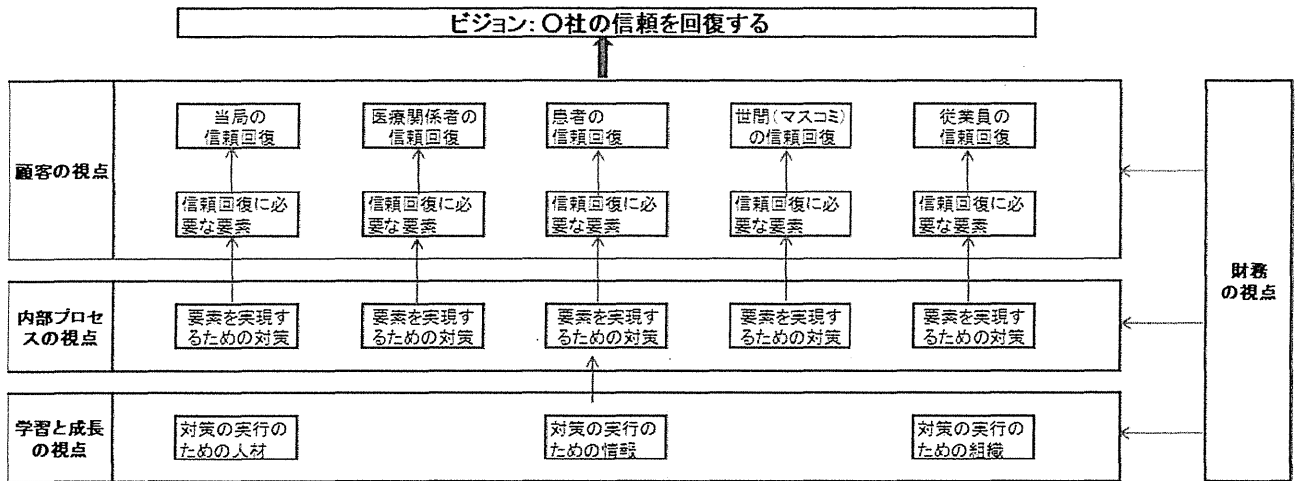 ビジョン:〇社の信頼を回復する
顧客の視点
当局の
信頼回復
医療関係者の
信頼回復
患者の
信頼回復
世間(マスコミ)
の信頼回復
従業員の
信頼回復
信頼回復に必
要な要素
信頼回復に必
要な要素
信頼回復に必
要な要素
信頼回復に必
要な要素
信頼回復に必
要な要素
内部プロセ
スの視点
要素を実現す
るための対策
要素を実現す
るための対策
要素を実現す
るための対策
要素を実現す
るための対策
要素を実現す
るための対策
学習と成長
の視点
対策の実行の
ための人材
対策の実行の
ための情報
対策の実行の
ための組織
財務
の視点